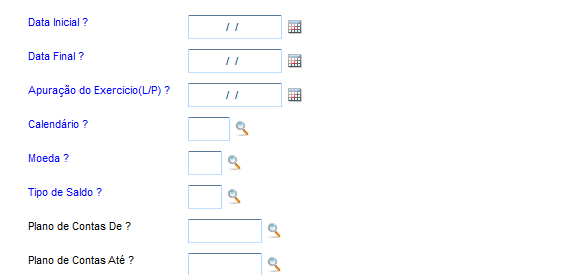 Data Inicial ? / /
Data Final ? / /
Apuração do Exercicio(L/P) ? / /
Calendário ?
Moeda ?
Tipo de Saldo ?
Plano de Contas De ?
Plano de Contas Até ?